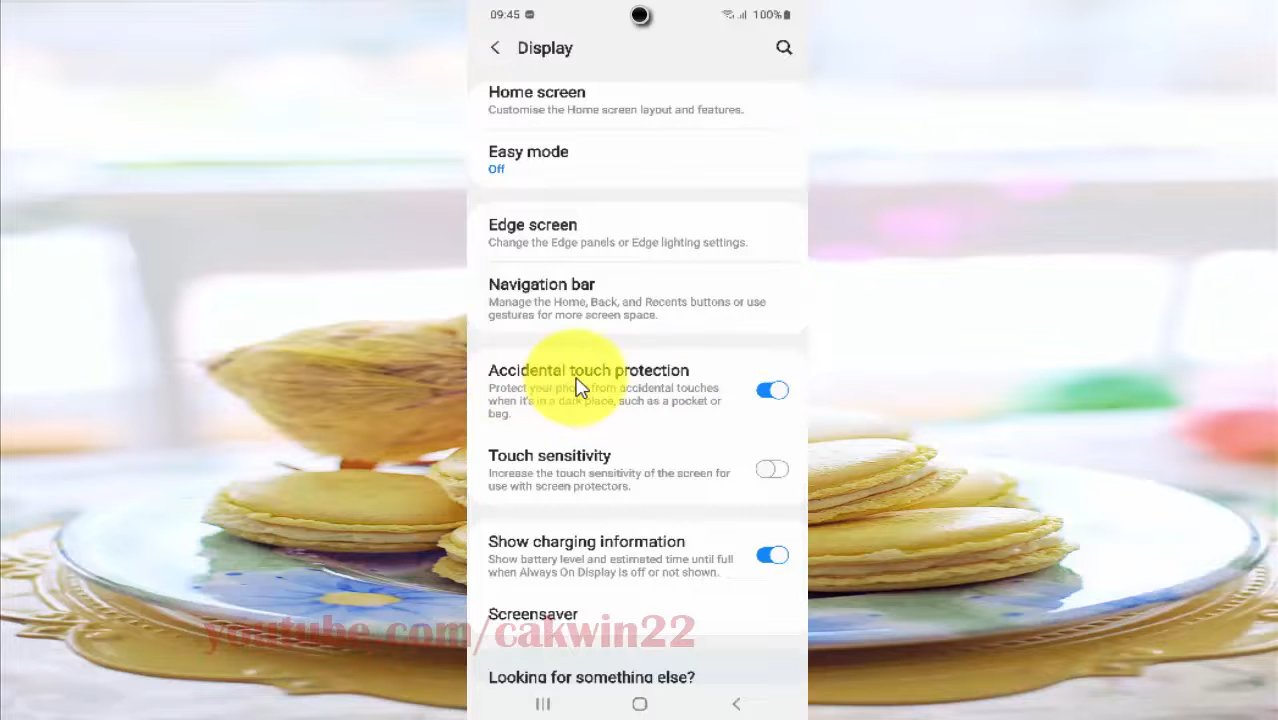 09:45
100%
Display
Home screen
Customise the Home screen layout and features.
Easy mode
Off
Edge screen
Change the Edge panels or Edge lighting settings.
Navigation bar
Manage the Home, Back, and Recents buttons or use
gestures for more screen space.
Accidental touch protection
Protect your phone from accidental touches
when it's in a dark place, such as a pocket or
bag.
Touch sensitivity
Increase the touch sensitivity of the screen for
use with screen protectors.
Show charging information
Show battery level and estimated time until full
when Always On Display is off or not shown.
Screensaver
youtube.com/cakwin22
Looking for something else?